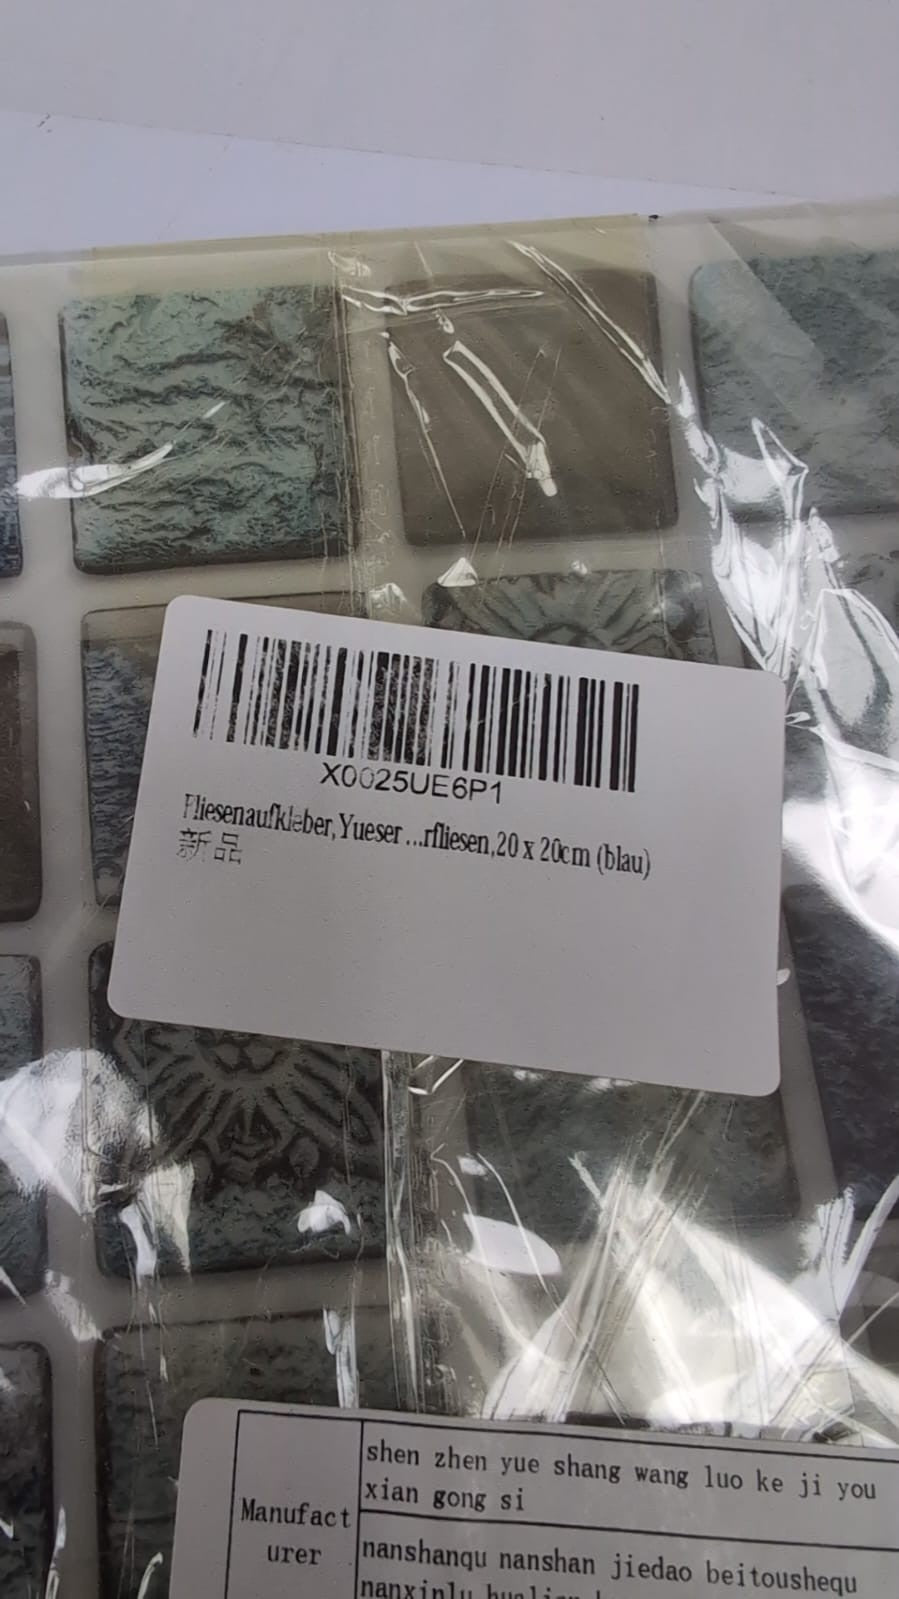 X0025UE6P1
Fliesenaufkleber,Yueser ...rfliesen,20 x 20cm (blau)
新品
shen zhen yue shang wang luo ke ji you
xian gong si
Manufact
urer
nanshanqu nanshan jiedao beitoushequ
nanxinlu